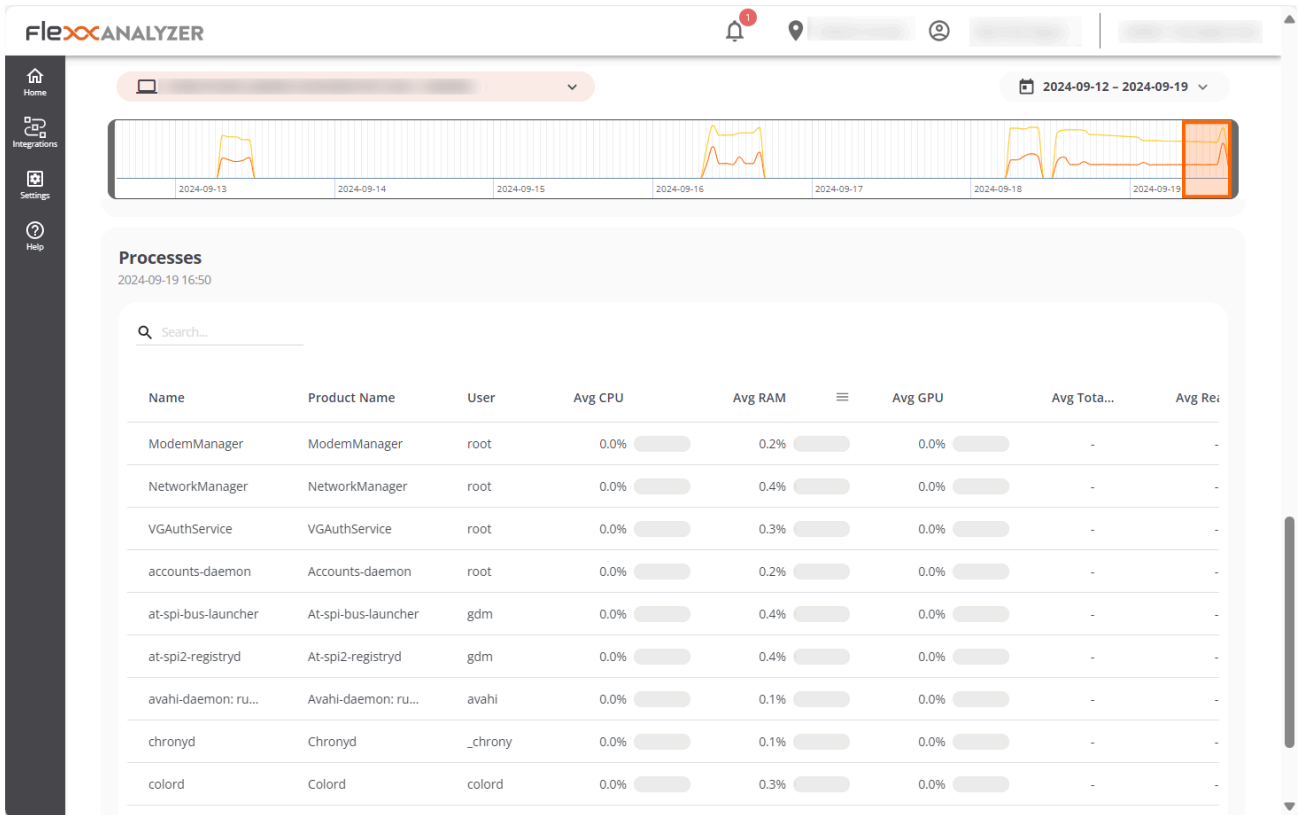 FlexxANALYZER
1
Home
Integrations
Settings
Help
2024-09-12 – 2024-09-19
2024-09-13 2024-09-14 2024-09-15 2024-09-16 2024-09-17 2024-09-18 2024-09-19
Processes
2024-09-19 16:50
Search...
Name Product Name User Avg CPU Avg RAM Avg GPU Avg Tota... Avg Rea
ModemManager ModemManager root 0.0% 0.2% 0.0% - -
NetworkManager NetworkManager root 0.0% 0.4% 0.0% - -
VGAuthService VGAuthService root 0.0% 0.3% 0.0% - -
accounts-daemon Accounts-daemon root 0.0% 0.2% 0.0% - -
at-spi-bus-launcher At-spi-bus-launcher gdm 0.0% 0.4% 0.0% - -
at-spi2-registryd At-spi2-registryd gdm 0.0% 0.4% 0.0% - -
avahi-daemon: ru... Avahi-daemon: ru... avahi 0.0% 0.1% 0.0% - -
chronyd Chronyd _chrony 0.0% 0.1% 0.0% - -
colord Colord colord 0.0% 0.3% 0.0% - -